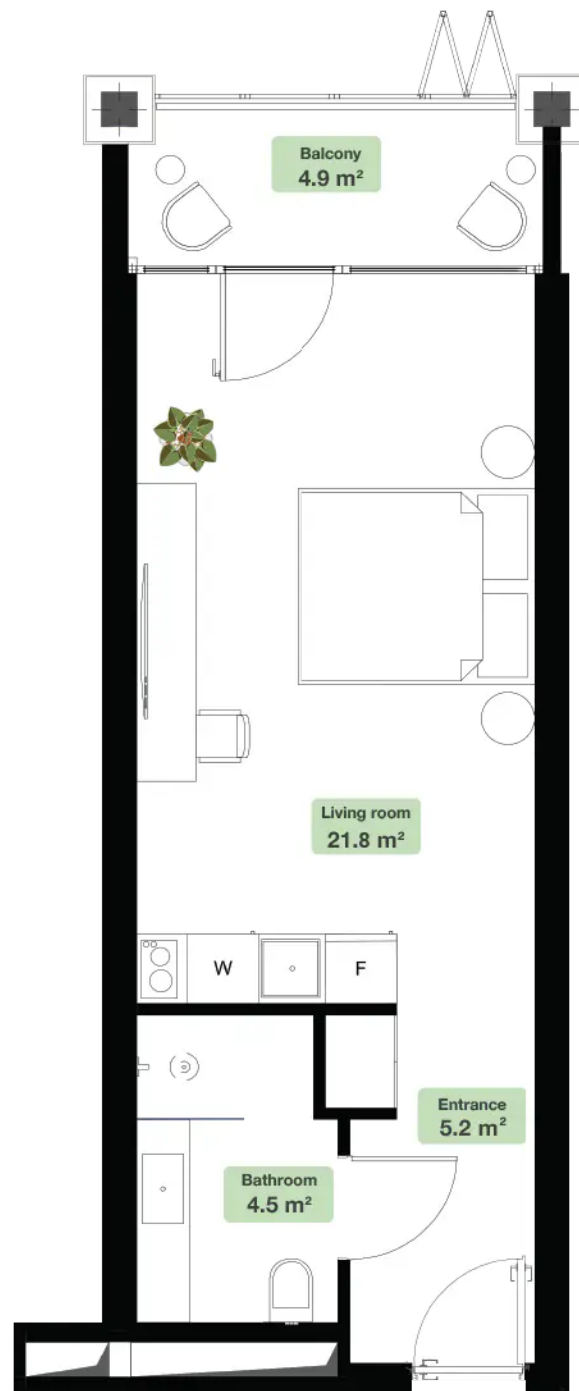 Balcony
4.9 m²
Living room
21.8 m²
W
F
Entrance
5.2 m²
Bathroom
4.5 m²